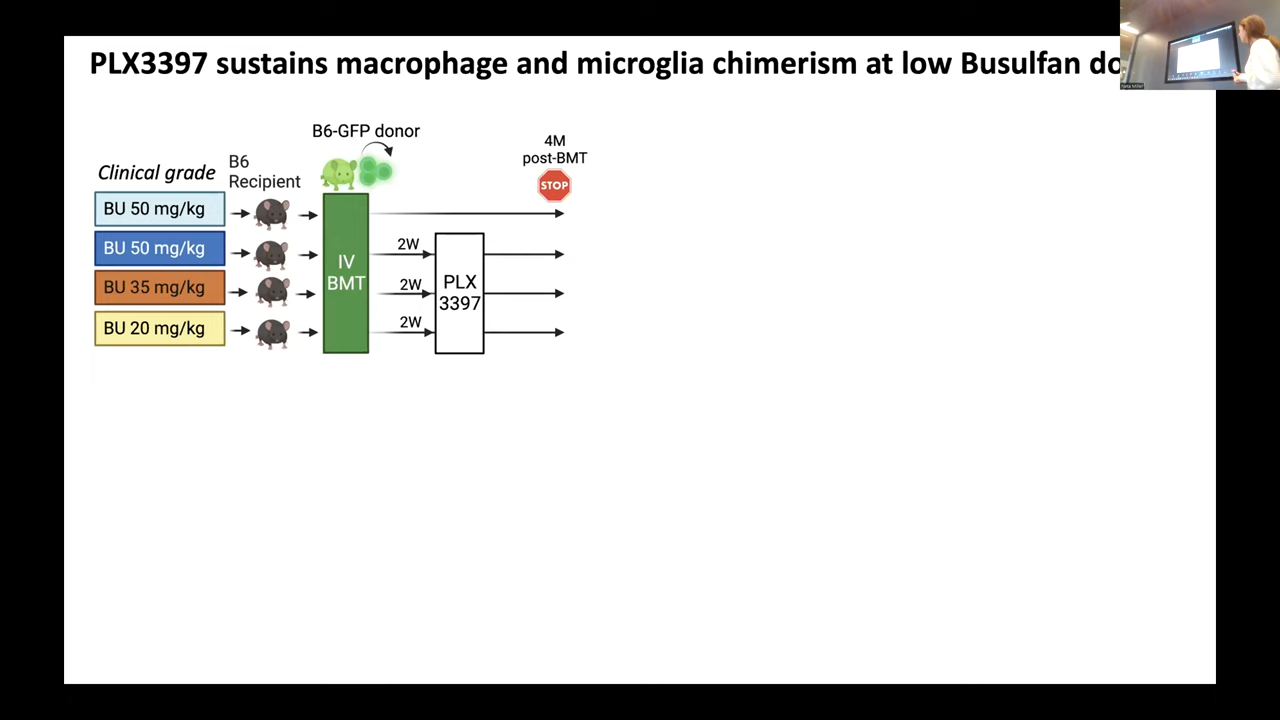 PLX3397 sustains macrophage and microglia chimerism at low Busulfan
B6-GFP donor
4M
post-BMT
STOP
Clinical grade
B6
Recipient
BU 50 mg/kg
BU 50 mg/kg
BU 35 mg/kg
BU 20 mg/kg
IV
BMT
2W
2W
2W
PLX
3397